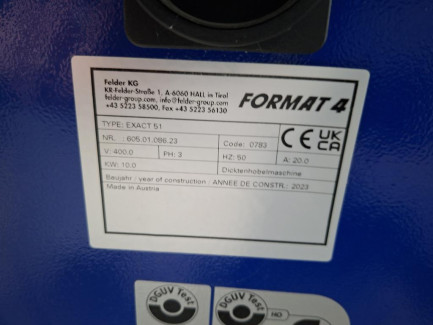 Felder KG
KR-Felder-Straße 1, A-6060 HALL in Tirol
felder-group.com, info@felder-group.com
+43 5223 58500, Fax +43 5223 56130
FORMAT 4
TYPE: EXACT 51
NR. : 605.01.086.23 Code: 0783
V: 400.0 PH: 3 HZ: 50 A: 20.0
KW: 10.0 Dickenhobelmaschine
CE UK CA
Baujahr : year of construction : ANNEE DE CONSTR.: 2023
Made in Austria
DGUV Test
DGUV Test
HO